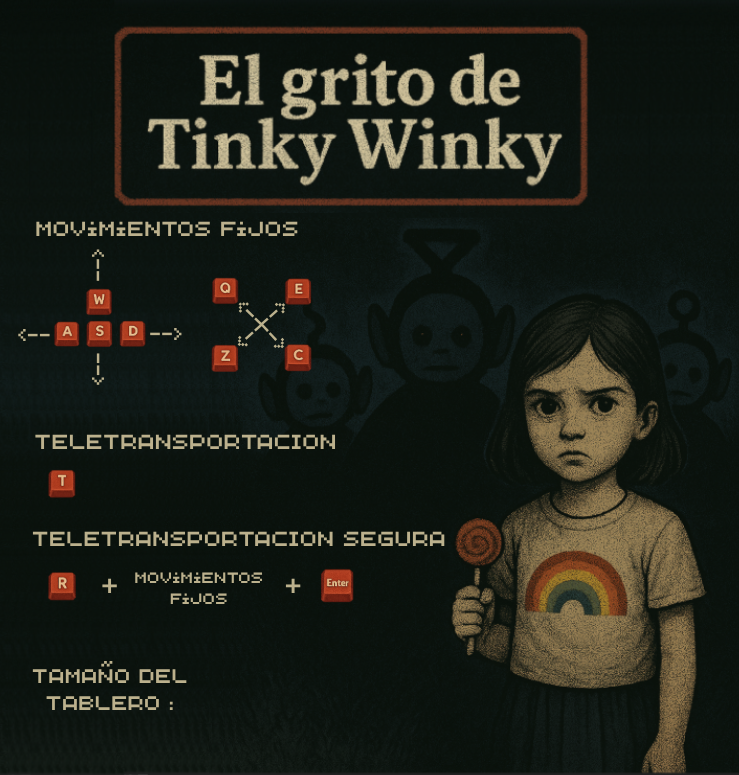 El grito de
Tinky Winky
MOViMiENTOS FiJOS
W
A S D
Q E
Z C
TELETRANSPORTACION
T
TELETRANSPORTACION SEGURA
R + MOViMiENTOS FiJOS + Enter
TAMAÑO DEL
TABLERO :